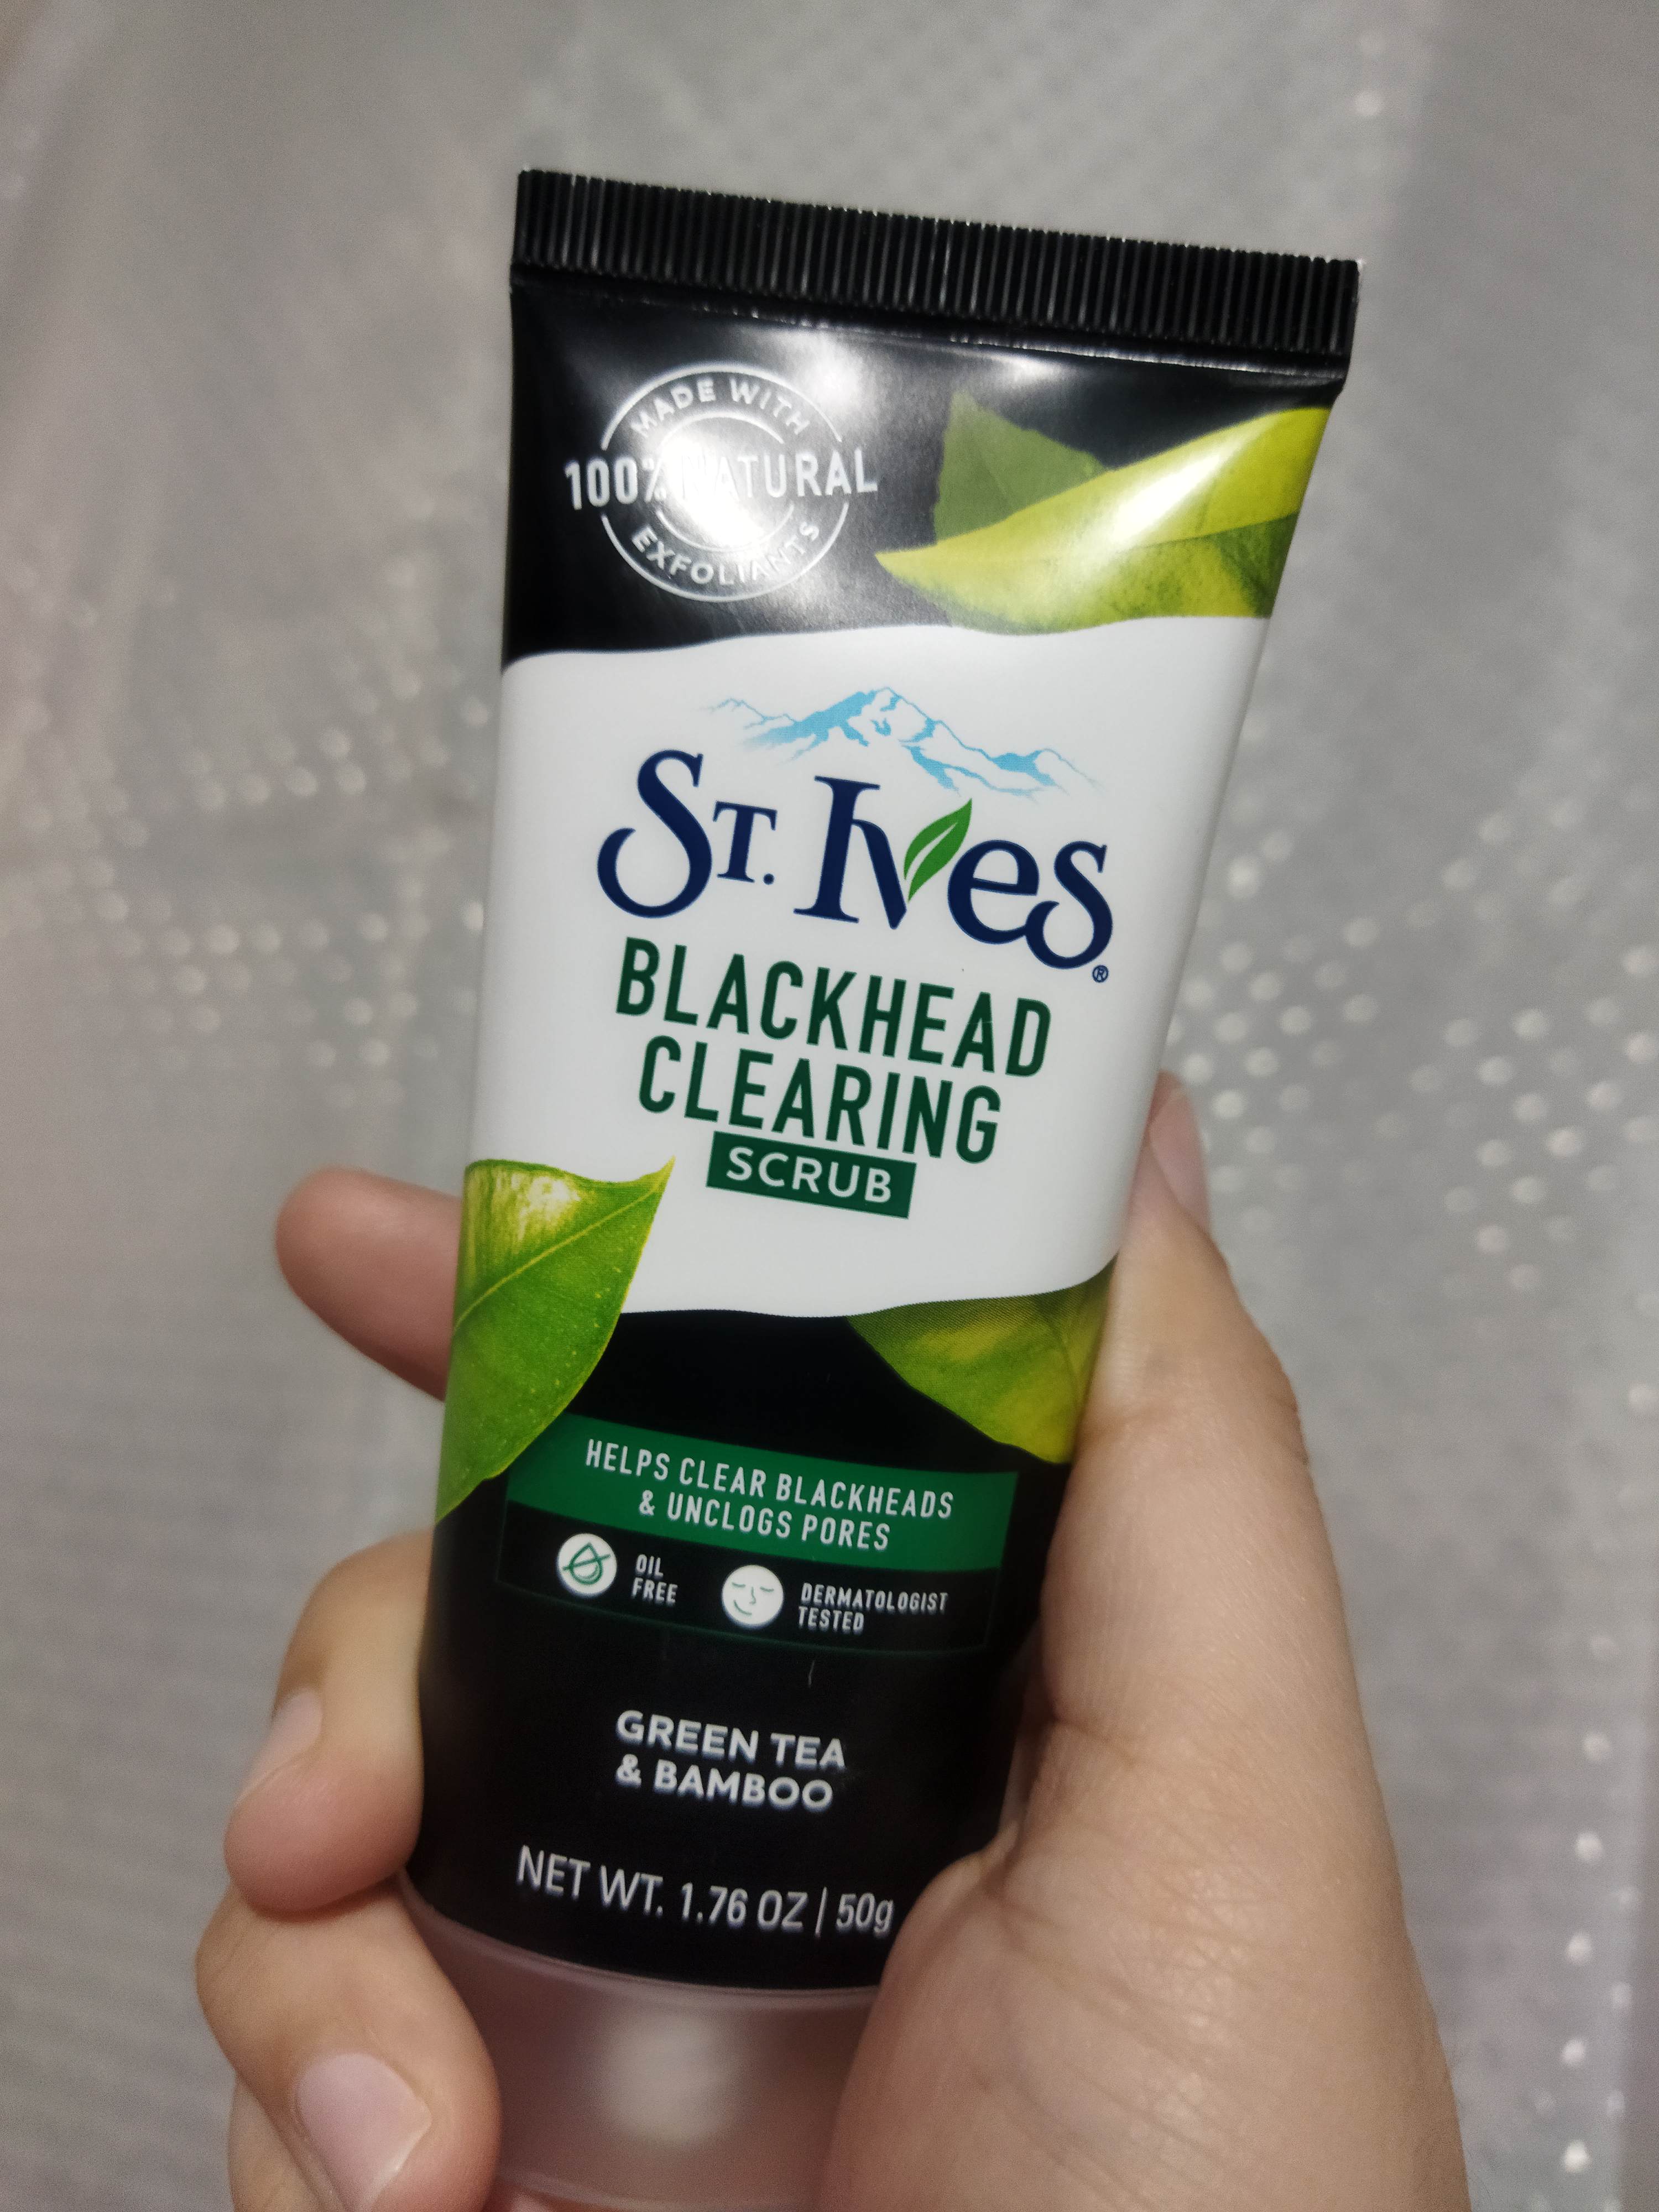 MADE WITH
100% NATURAL
EXFOLIANTS
ST. IVES®
BLACKHEAD
CLEARING
SCRUB
HELPS CLEAR BLACKHEADS
& UNCLOGS PORES
OIL
FREE
DERMATOLOGIST
TESTED
GREEN TEA
& BAMBOO
NET WT. 1.76 OZ | 50g